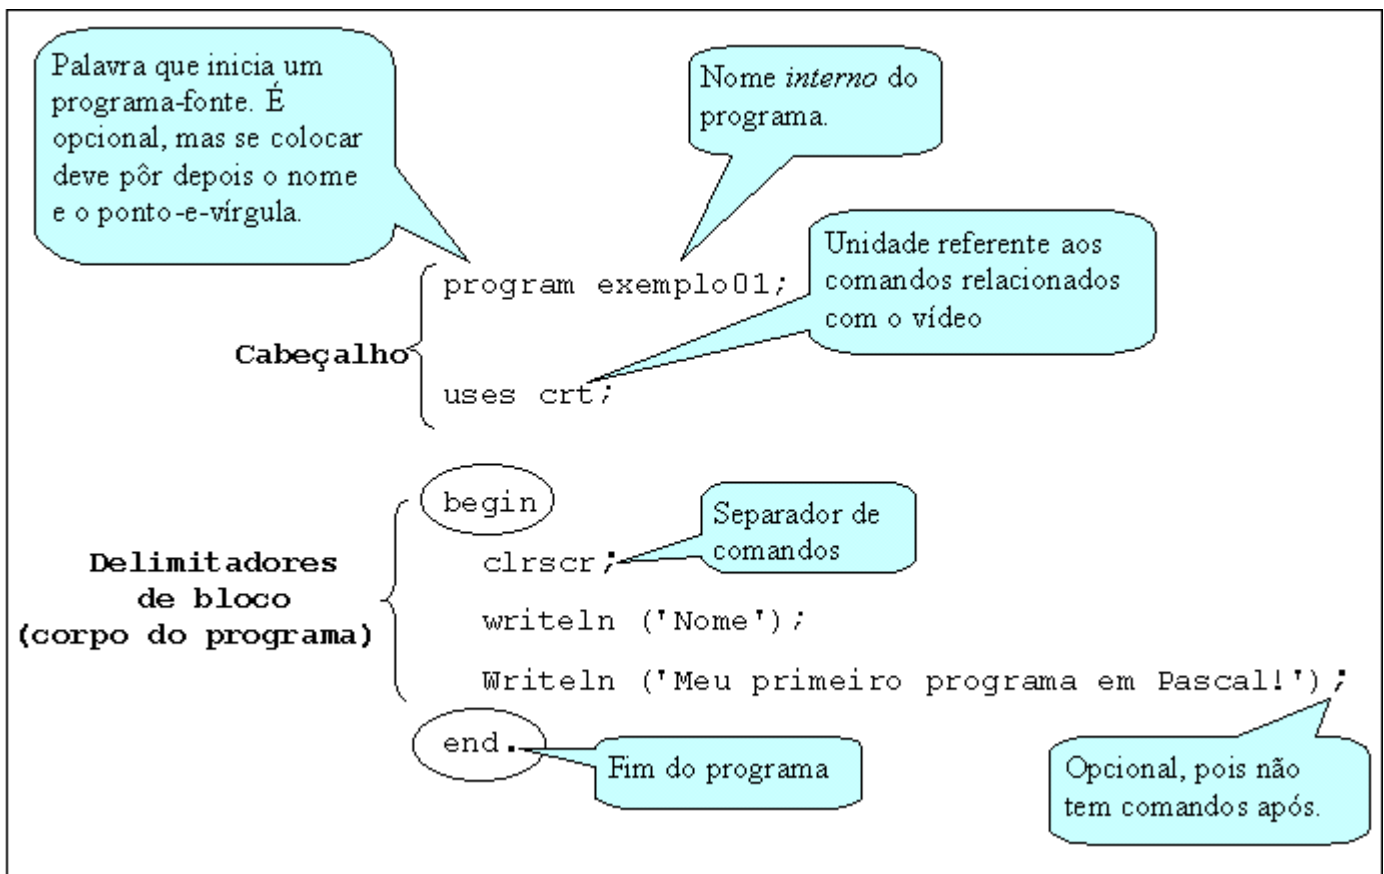 Palavra que inicia um
programa-fonte. É
opcional, mas se colocar
deve pôr depois o nome
e o ponto-e-vírgula.
Nome interno do
programa.
Unidade referente aos
comandos relacionados
com o vídeo
Cabeçalho
program exemplo01;
uses crt;
Delimitadores
de bloco
(corpo do programa)
begin
clrscr;
Separador de
comandos
writeln ('Nome');
Writeln ('Meu primeiro programa em Pascal!');
end.
Fim do programa
Opcional, pois não
tem comandos após.